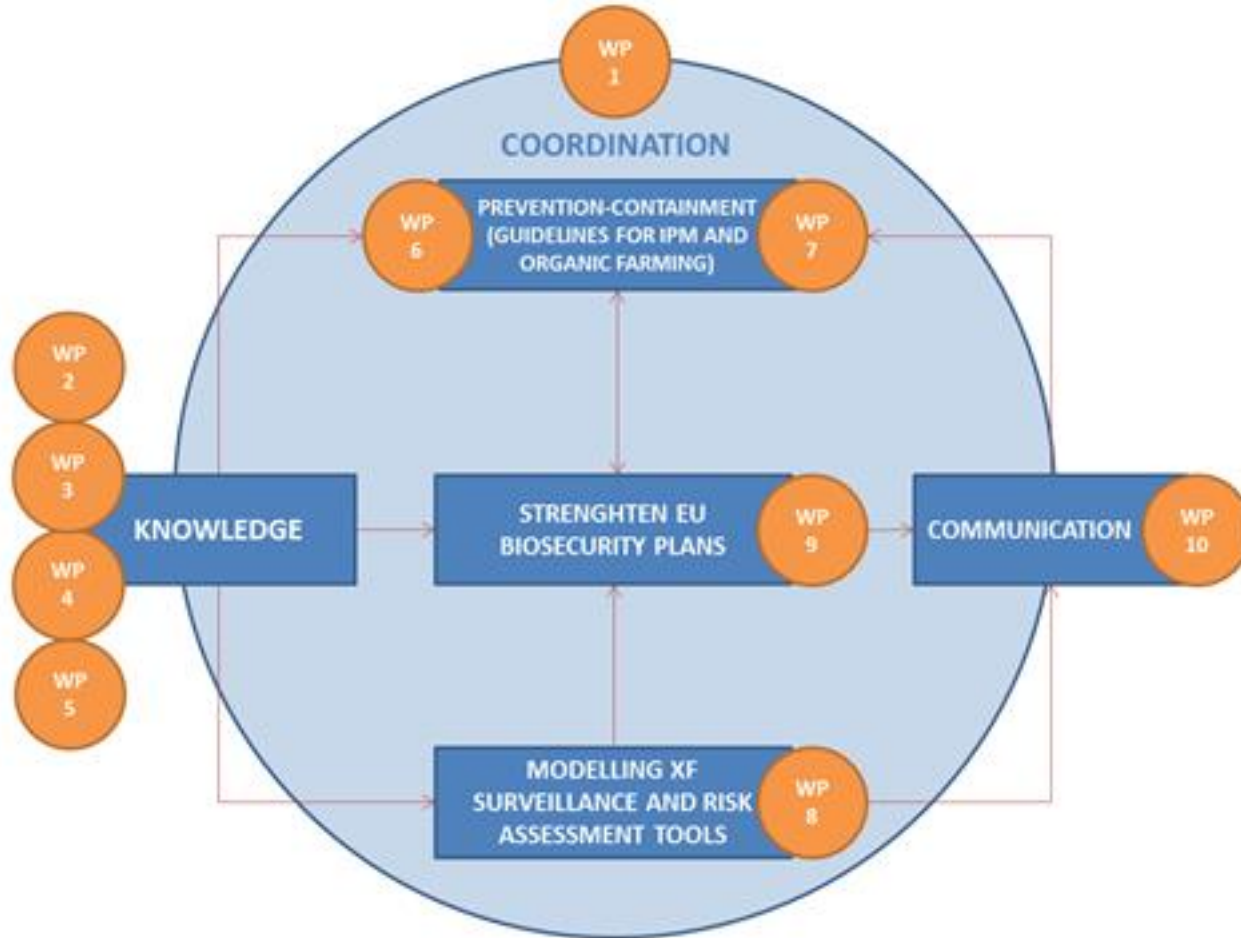 WP
1
COORDINATION
WP
6
PREVENTION-CONTAINMENT
(GUIDELINES FOR IPM AND
ORGANIC FARMING)
WP
7
WP
2
WP
3
WP
4
WP
5
KNOWLEDGE
STRENGHTEN EU
BIOSECURITY PLANS
WP
9
COMMUNICATION
WP
10
MODELLING XF
SURVEILLANCE AND RISK
ASSESSMENT TOOLS
WP
8